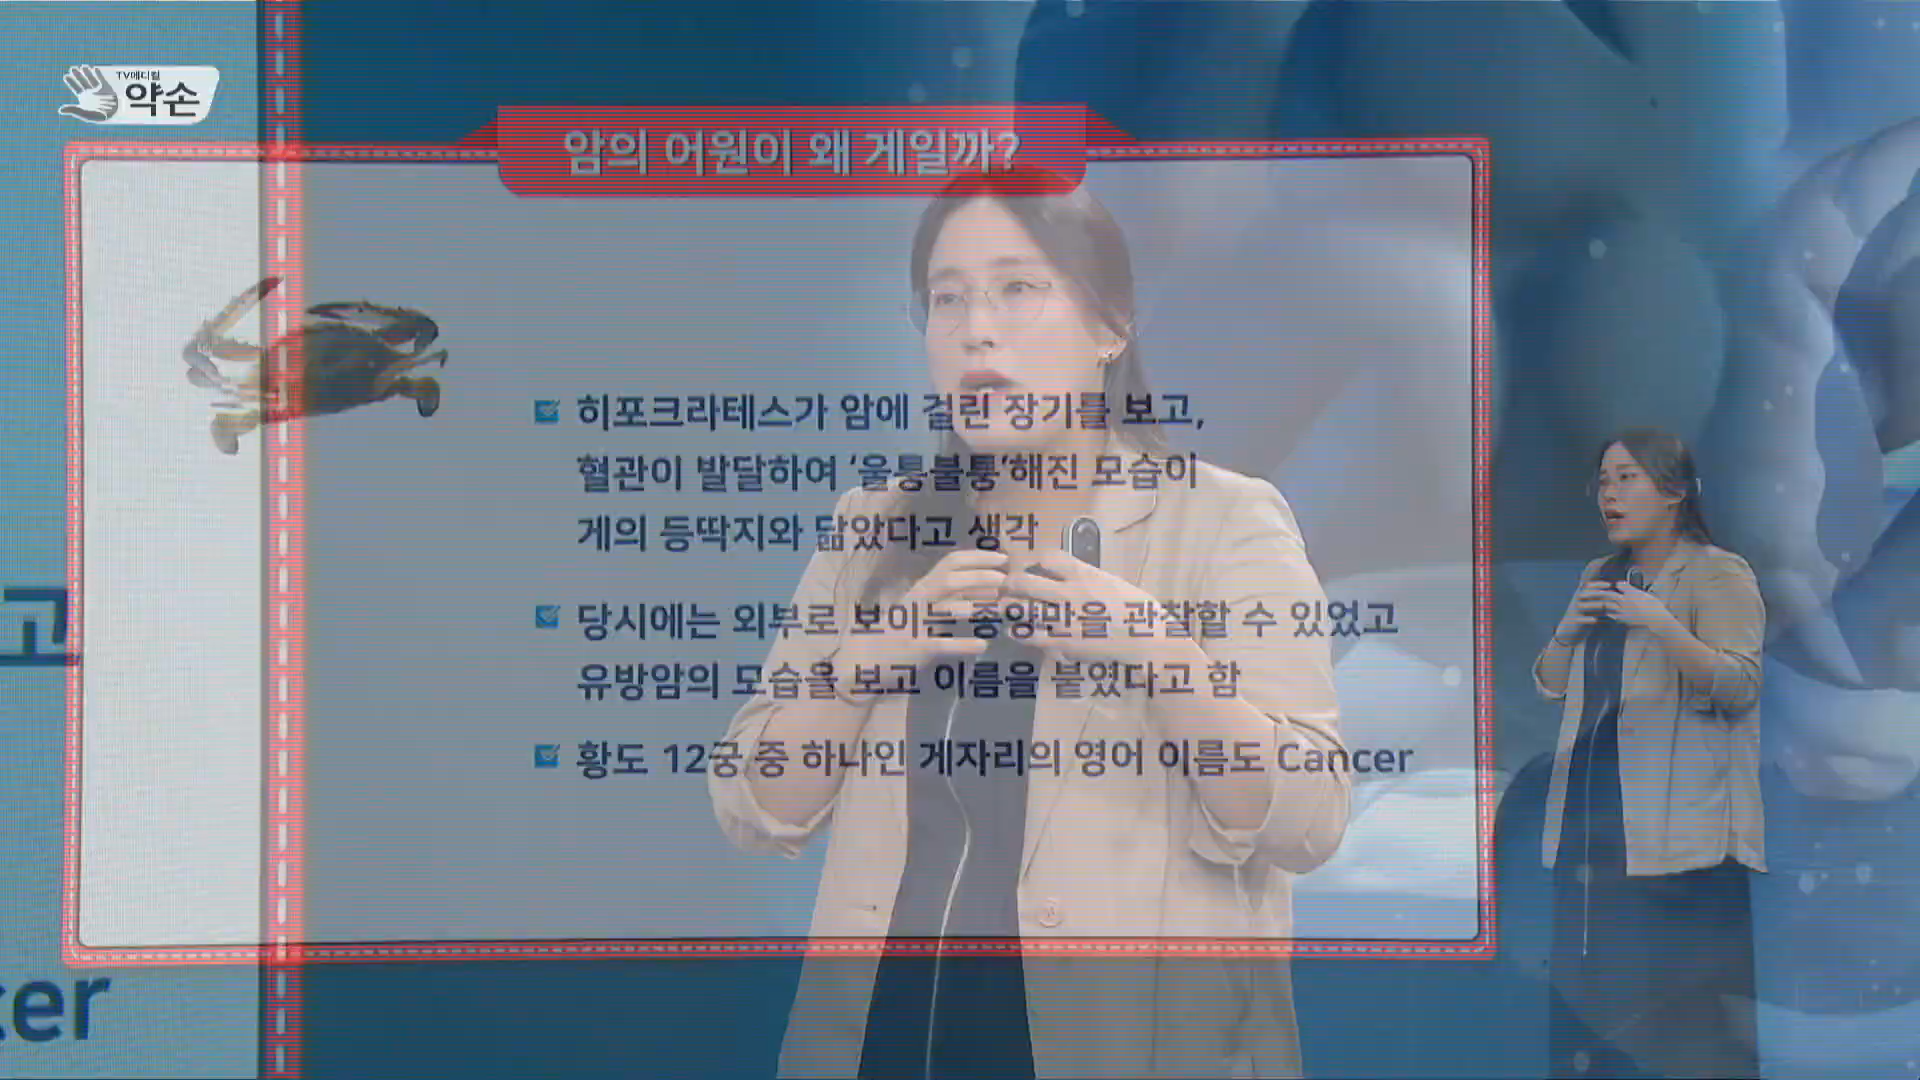 TV메디컬
약손
암의 어원이 왜 게일까?
히포크라테스가 암에 걸린 장기를 보고,
혈관이 발달하여 '울퉁불퉁'해진 모습이
게의 등딱지와 닮았다고 생각
당시에는 외부로 보이는 종양만을 관찰할 수 있었고
유방암의 모습을 보고 이름을 붙였다고 함
황도 12궁 중 하나인 게자리의 영어 이름도 Cancer
고
cer